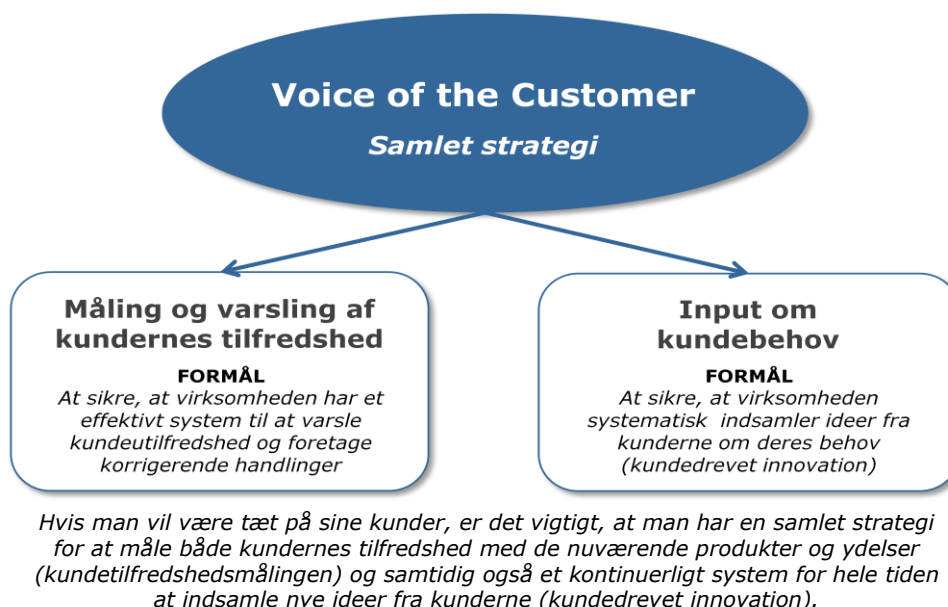 Voice of the Customer
Samlet strategi
Måling og varsling af
kundernes tilfredshed
FORMÅL
At sikre, at virksomheden har et
effektivt system til at varsle
kundeutilfredshed og foretage
korrigerende handlinger
Input om
kundebehov
FORMÅL
At sikre, at virksomheden
systematisk indsamler ideer fra
kunderne om deres behov
(kundedrevet innovation)
Hvis man vil være tæt på sine kunder, er det vigtigt, at man har en samlet strategi
for at måle både kundernes tilfredshed med de nuværende produkter og ydelser
(kundetilfredshedsmålingen) og samtidig også et kontinuerligt system for hele tiden
at indsamle nye ideer fra kunderne (kundedrevet innovation).